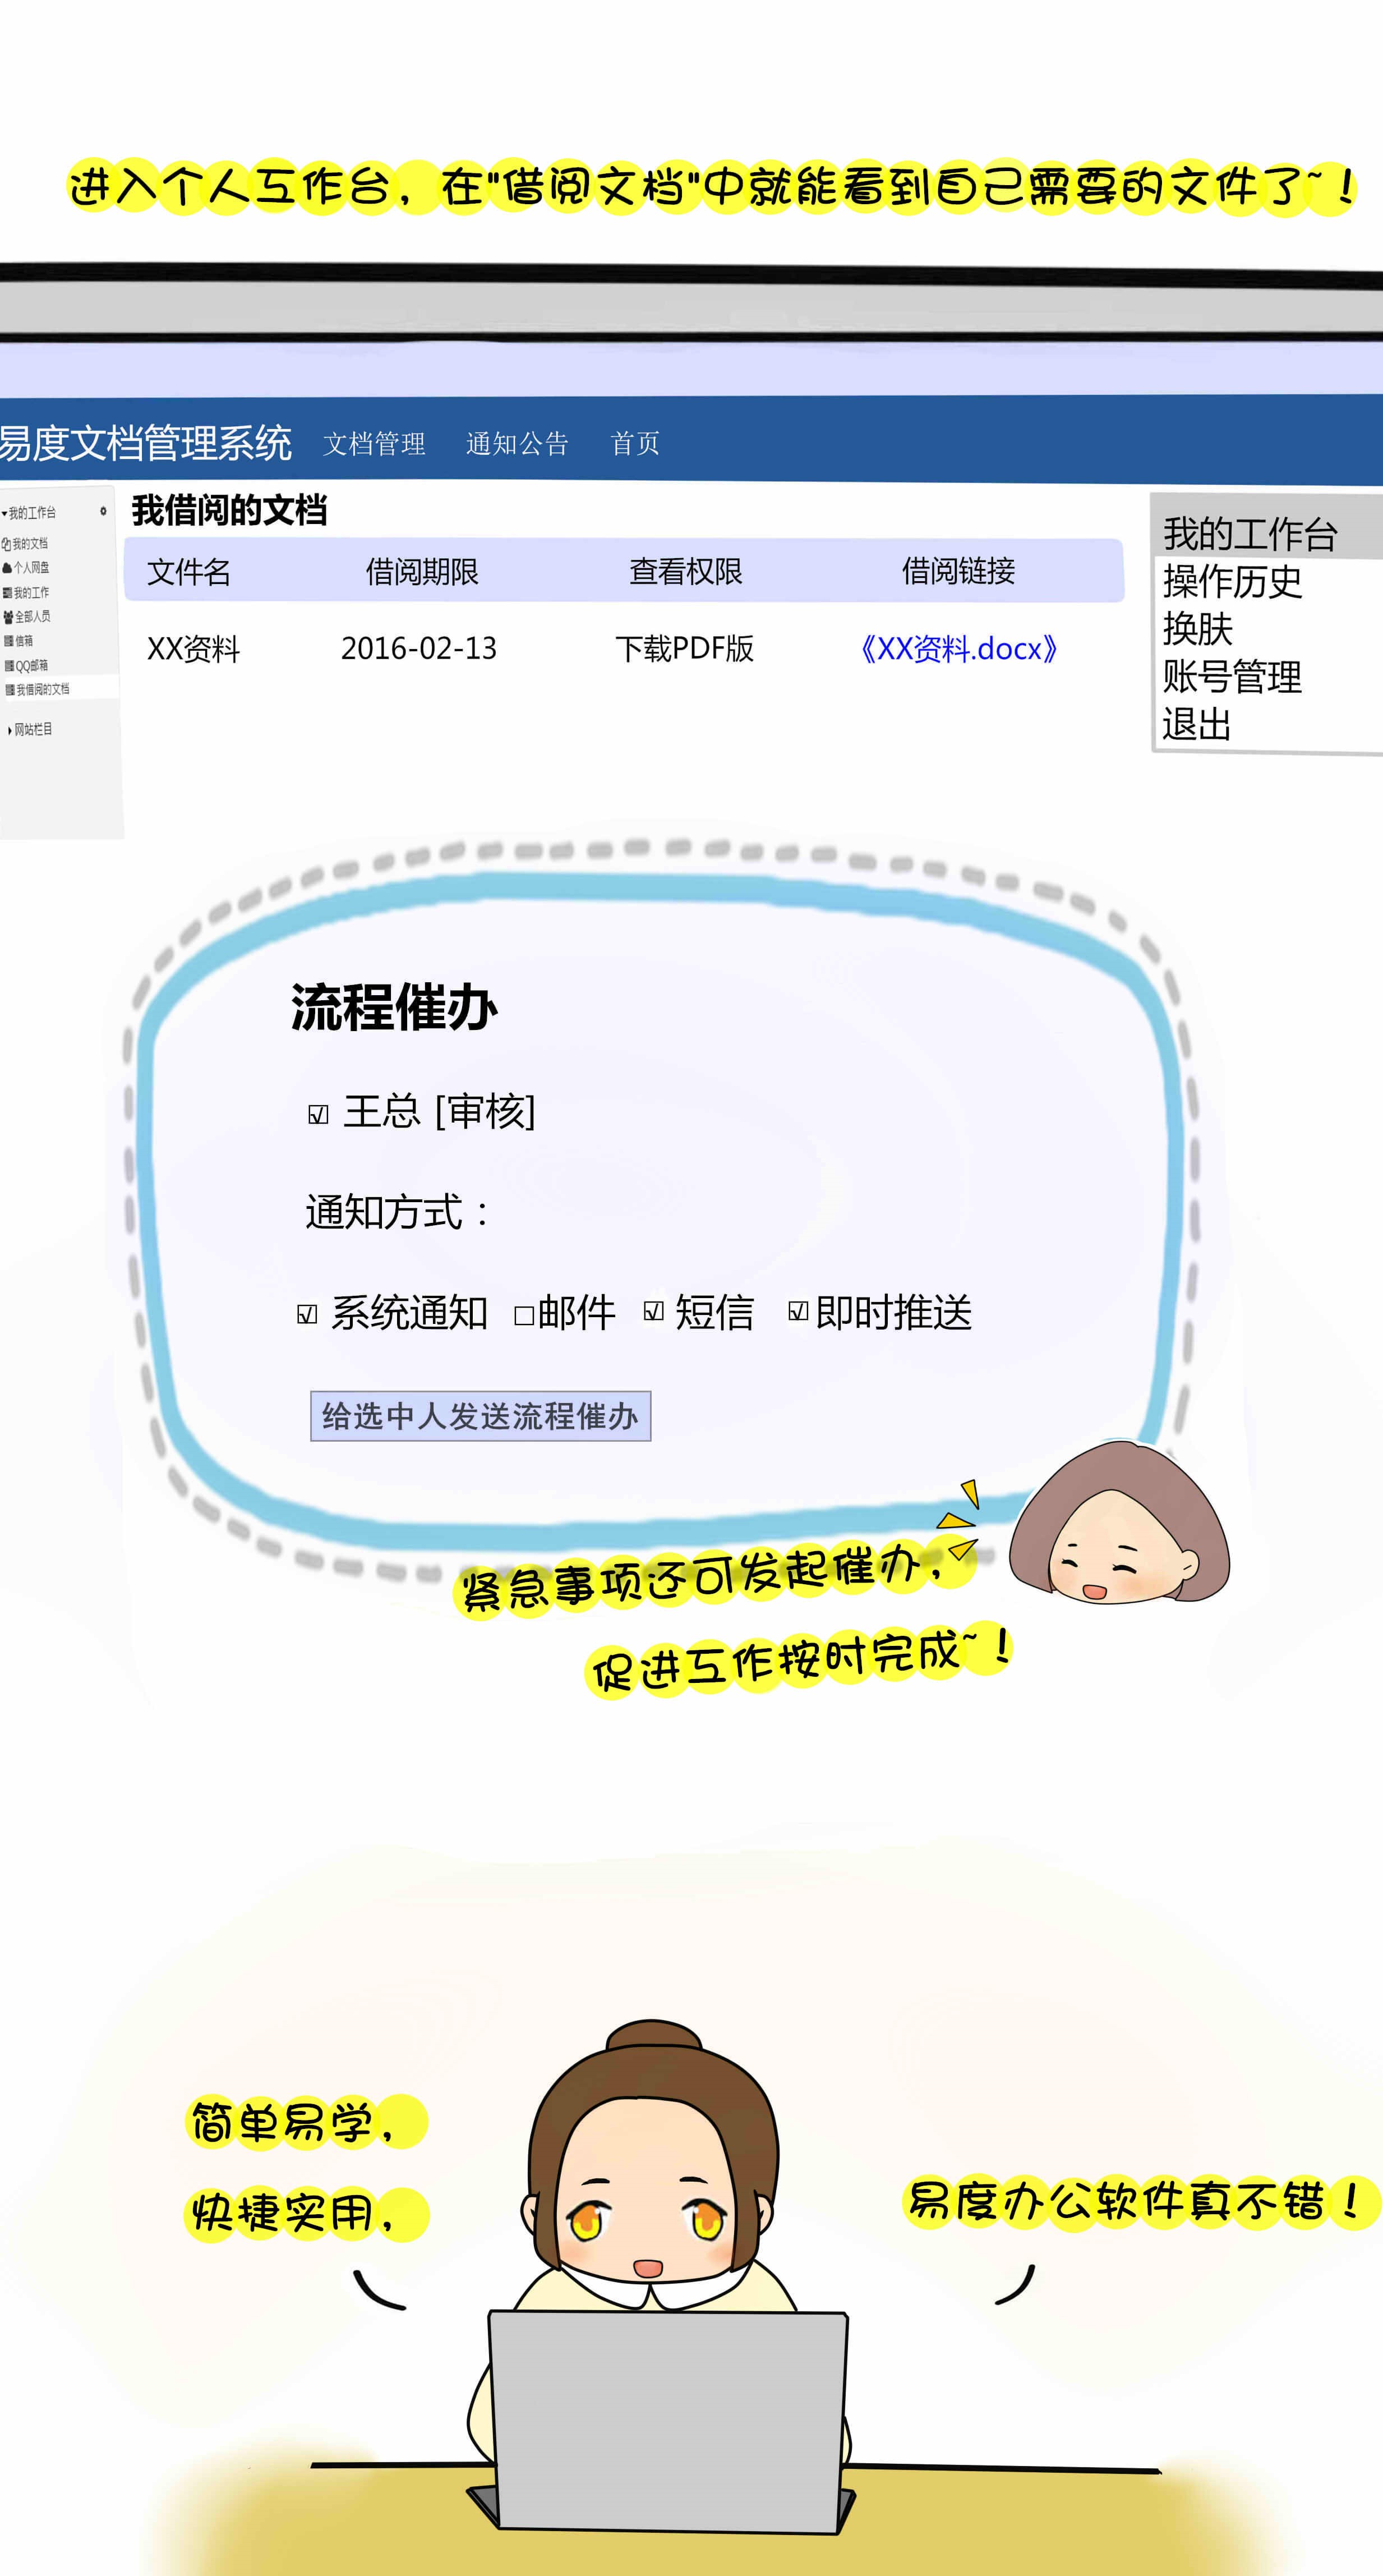 进入个人工作台，在"借阅文档"中就能看到自己需要的文件了~！
易度文档管理系统 文档管理 通知公告 首页
我的工作台
我的文档
个人网盘
我的工作
全部人员
信箱
QQ邮箱
我借阅的文档
网站栏目
我借阅的文档
文件名 借阅期限 查看权限 借阅链接
XX资料 2016-02-13 下载PDF版 《XX资料.docx》
我的工作台
操作历史
换肤
账号管理
退出
流程催办
☑ 王总 [审核]
通知方式：
☑ 系统通知 □邮件 ☑ 短信 ☑即时推送
给选中人发送流程催办
紧急事项还可发起催办，
促进工作按时完成~！
简单易学，
快捷实用，
易度办公软件真不错！